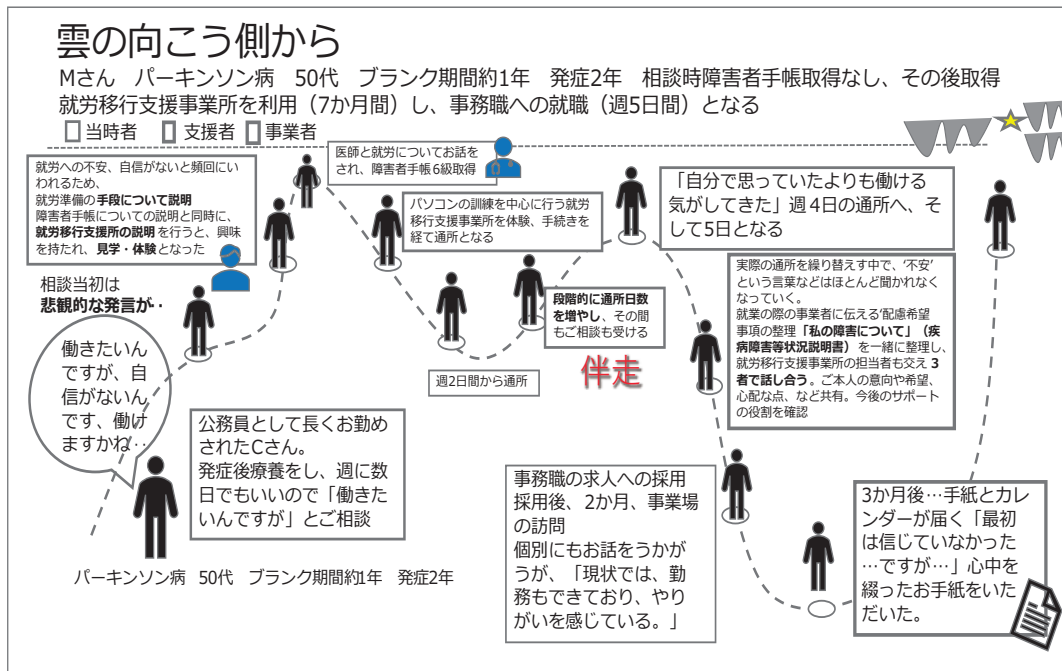 雲の向こう側から
Mさん　パーキンソン病　50代　ブランク期間約1年　発症2年　相談時障害者手帳取得なし、その後取得
就労移行支援事業所を利用（7か月間）し、事務職への就職（週5日間）となる
当時者　支援者　事業者
就労への不安、自信がないと頻回にい
われるため、
就労準備の手段について説明
障害者手帳についての説明と同時に、
就労移行支援所の説明を行うと、興味
を持たれ、見学・体験となった
医師と就労についてお話を
され、障害者手帳6級取得
パソコンの訓練を中心に行う就労
移行支援事業所を体験、手続きを
経て通所となる
「自分で思っていたよりも働ける
気がしてきた」週4日の通所へ、そ
して5日となる
相談当初は
悲観的な発言が‥
働きたいん
ですが、自
信がないん
です、働け
ますかね‥
公務員として長くお勤め
されたCさん。
発症後療養をし、週に数
日でもいいので「働きた
いんですが」とご相談
パーキンソン病　50代　ブランク期間約1年　発症2年
週2日間から通所
段階的に通所日数
を増やし、その間
もご相談も受ける
伴走
実際の通所を繰り替えす中で、‘不安’
という言葉などはほとんど聞かれなく
なっていく。
就業の際の事業者に伝える‘配慮希望
事項の整理「私の障害について」（疾
病障害等状況説明書）を一緒に整理し、
就労移行支援事業所の担当者も交え3
者で話し合う。ご本人の意向や希望、
心配な点、など共有。今後のサポート
の役割を確認
事務職の求人への採用
採用後、2か月、事業場
の訪問
個別にもお話をうかが
うが、「現状では、勤
務もできており、やり
がいを感じている。」
3か月後…手紙とカレ
ンダーが届く「最初
は信じていなかった
…ですが…」心中を
綴ったお手紙をいた
だいた。